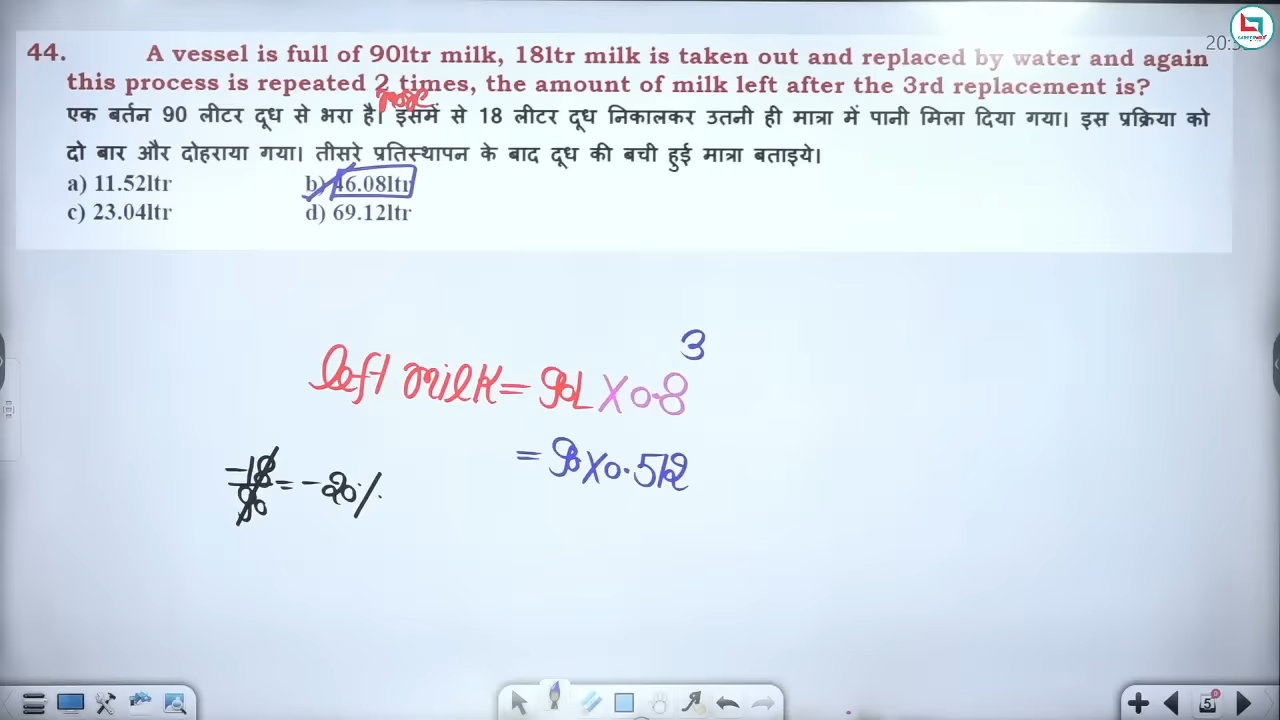 44. A vessel is full of 90ltr milk, 18ltr milk is taken out and replaced by water and again
this process is repeated 2 times, the amount of milk left after the 3rd replacement is?
more
एक बर्तन 90 लीटर दूध से भरा है। इसमें से 18 लीटर दूध निकालकर उतनी ही मात्रा में पानी मिला दिया गया। इस प्रक्रिया को
दो बार और दोहराया गया। तीसरे प्रतिस्थापन के बाद दूध की बची हुई मात्रा बताइये।
a) 11.52ltr b) 46.08ltr
c) 23.04ltr d) 69.12ltr
left milk = 90L × 0.8³
= 90 × 0.512
-18/90 = -20%
5